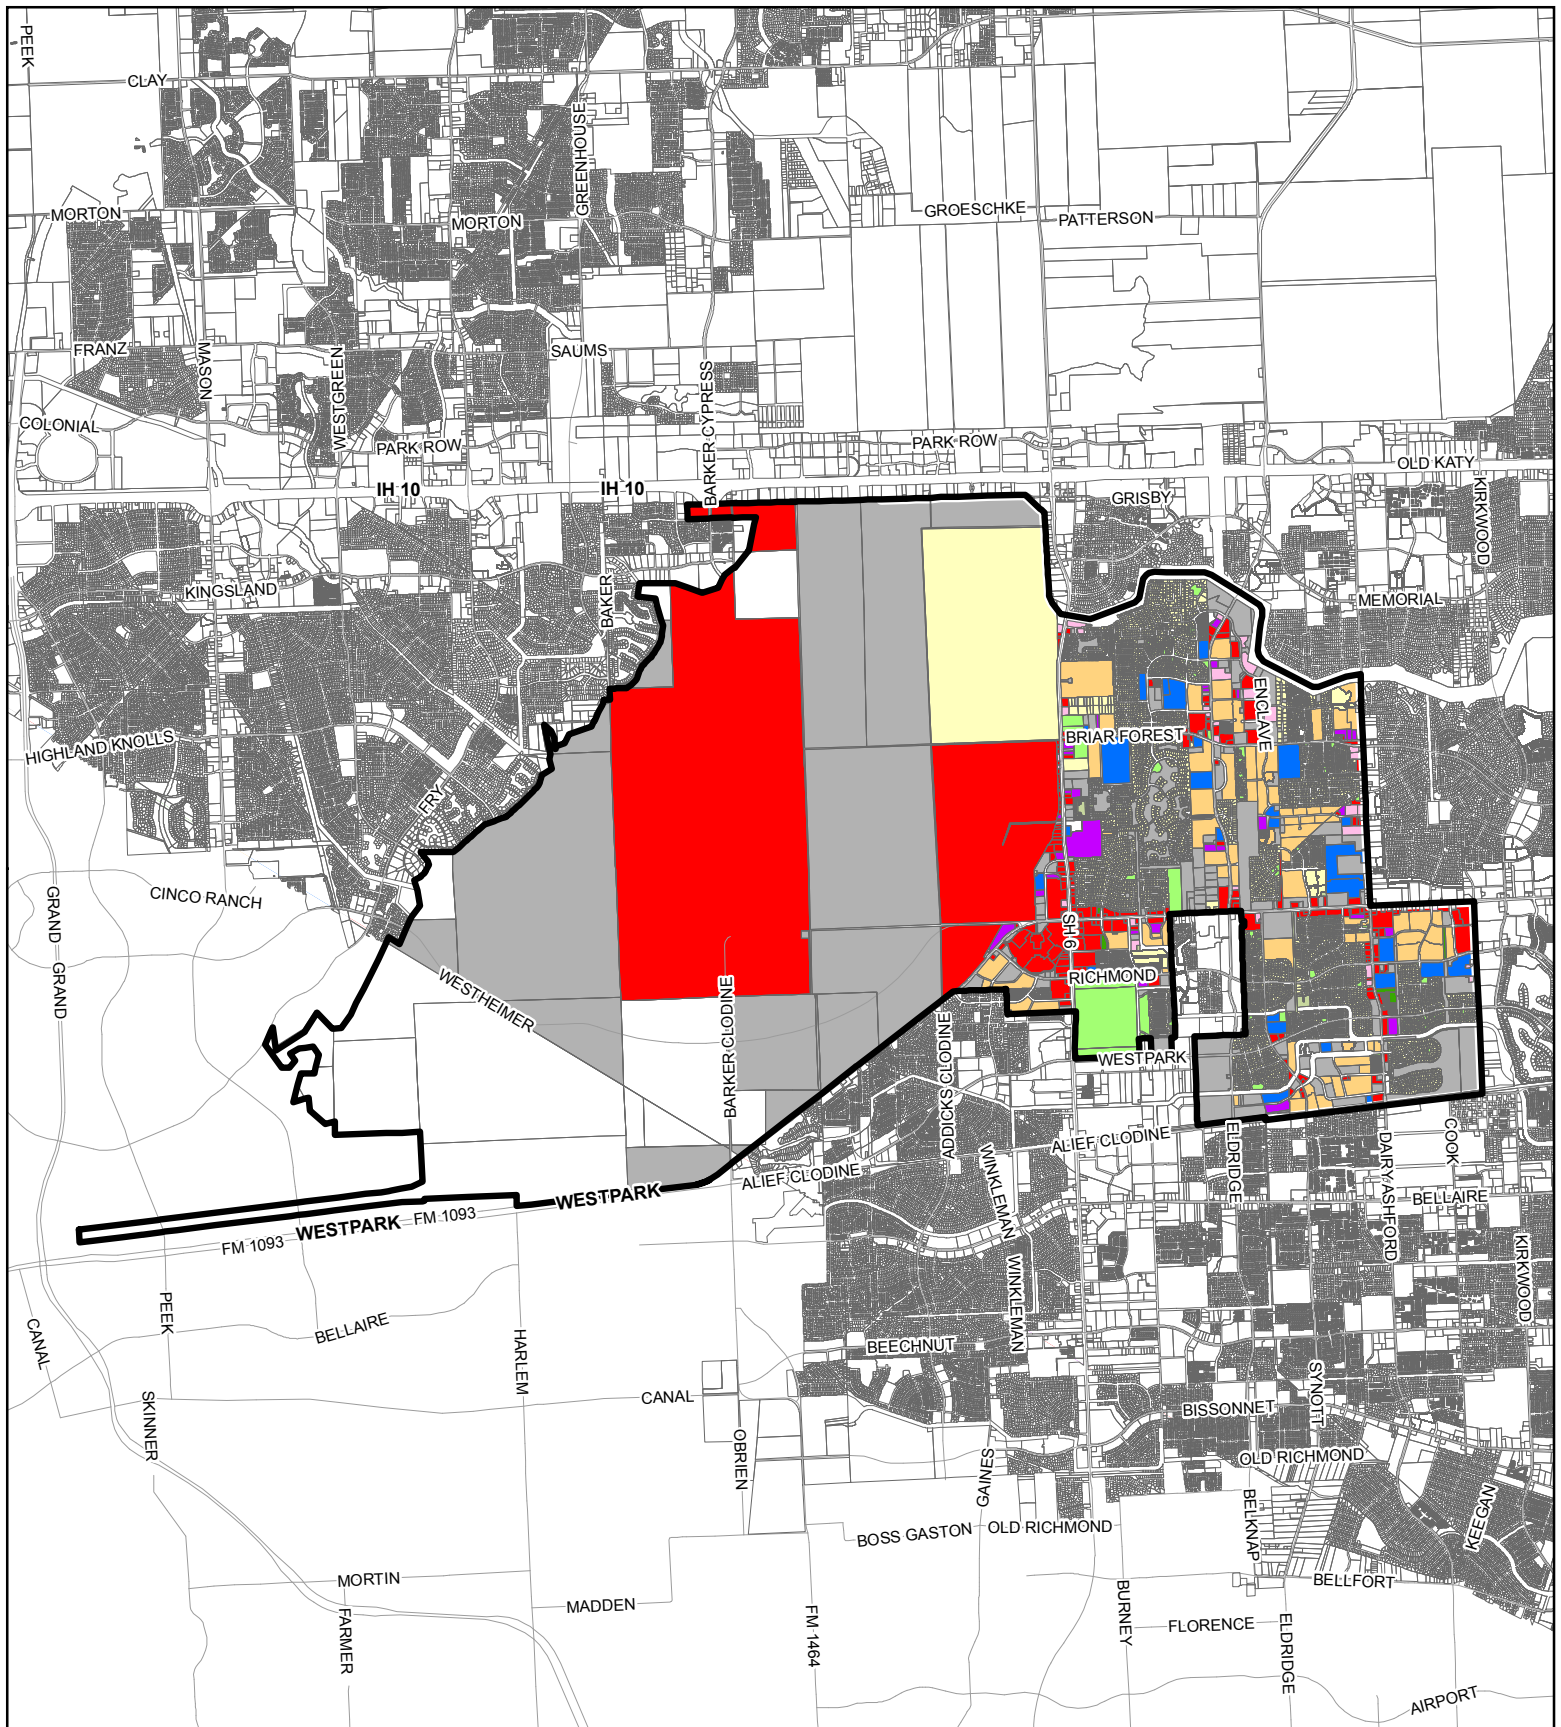 PEEK
CLAY
GREENHOUSE
MORTON
MORTON
GROESCHKE
PATTERSON
FRANZ
MASON
WESTGREEN
SAUMS
BARKER CYPRESS
COLONIAL
PARK ROW
PARK ROW
OLD KATY
IH 10
IH 10
GRISBY
KIRKWOOD
KINGSLAND
BAKER
MEMORIAL
HIGHLAND KNOLLS
BRIAR FOREST
ENCLAVE
FRY
CINCO RANCH
GRAND
GRAND
SH 6
WESTHEIMER
RICHMOND
BARKER CLODINE
ADDICKS CLODINE
WESTPARK
ALIEF CLODINE
ALIEF CLODINE
ELDRIDGE
DAIRY ASHFORD
COOK
WINKLEMAN
WESTPARK
WESTPARK
FM 1093
FM 1093
BELLAIRE
KIRKWOOD
PEEK
CANAL
BELLAIRE
HARLEM
WINKLEMAN
BEECHNUT
SKINNER
CANAL
SYNOTT
BISSONNET
OBRIEN
GAINES
OLD RICHMOND
BELKNAP
KEEGAN
BOSS GASTON
OLD RICHMOND
MORTIN
FARMER
MADDEN
FM 1464
BURNEY
BELLFORT
FLORENCE
ELDRIDGE
AIRPORT